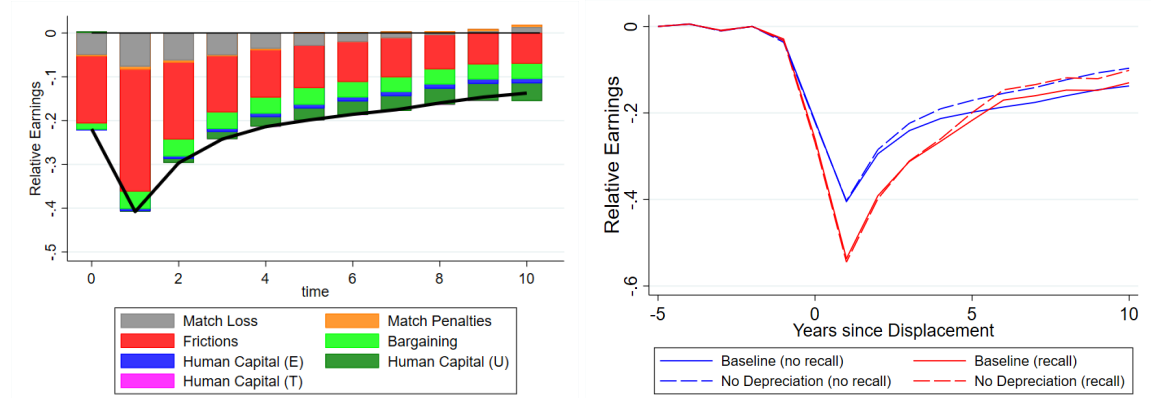 Relative Earnings
0
-.1
-.2
-.3
-.4
-.5
0 2 4 6 8 10
time
Match Loss Match Penalties
Frictions Bargaining
Human Capital (E) Human Capital (U)
Human Capital (T)
Relative Earnings
0
-.2
-.4
-.6
-5 0 5 10
Years since Displacement
Baseline (no recall) Baseline (recall)
No Depreciation (no recall) No Depreciation (recall)